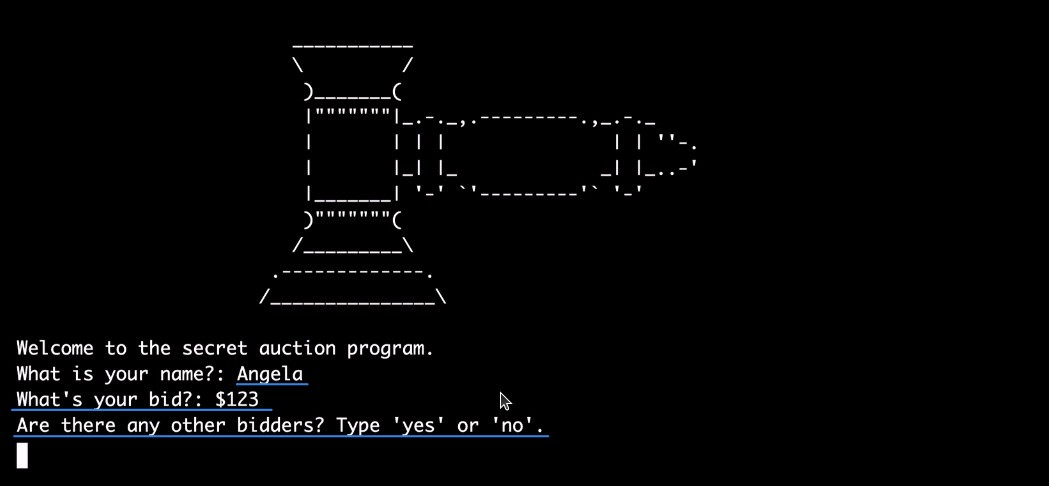 Welcome to the secret auction program.
What is your name?: Angela
What's your bid?: $123
Are there any other bidders? Type 'yes' or 'no'.